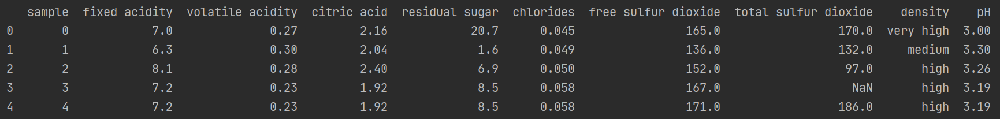 sample fixed acidity volatile acidity citric acid residual sugar chlorides free sulfur dioxide total sulfur dioxide density pH
0 0 7.0 0.27 2.16 20.7 0.045 165.0 170.0 very high 3.00
1 1 6.3 0.30 2.04 1.6 0.049 136.0 132.0 medium 3.30
2 2 8.1 0.28 2.40 6.9 0.050 152.0 97.0 high 3.26
3 3 7.2 0.23 1.92 8.5 0.058 167.0 NaN high 3.19
4 4 7.2 0.23 1.92 8.5 0.058 171.0 186.0 high 3.19